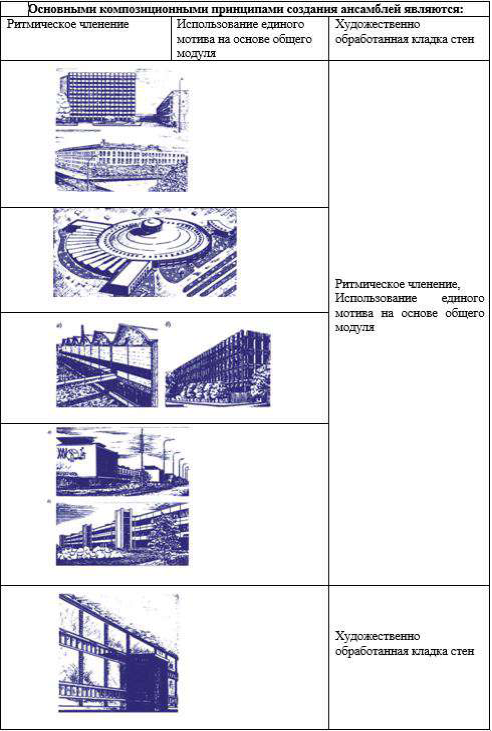 Основными композиционными принципами создания ансамблей являются:
Ритмическое членение
Использование единого
мотива на основе общего
модуля
Художественно
обработанная кладка стен
Ритмическое членение,
Использование единого
мотива на основе общего
модуля
а)
б)
Художественно
обработанная кладка стен